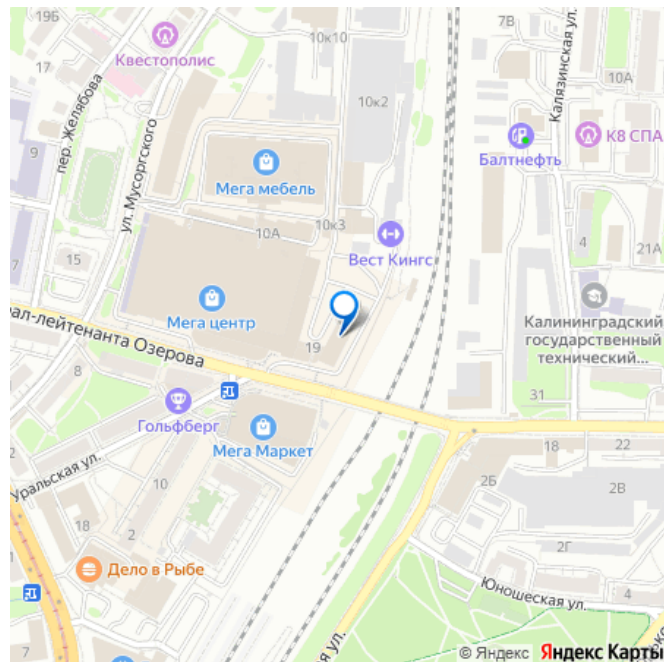 19Б
17
Квестополис
пер. Желябова
ул. Мусоргского
9
7
15
10к10
10к2
7В
Калязинская ул.
10А
К8 СПА
Балтнефть
4
21А
Мега мебель
10А
10к3
Вест Кингс
Мега центр
19
Калининградский
государственный
технический...
рал-лейтенанта Озерова
8
Гольфберг
Мега Маркет
31
18
22
2
Уральская ул.
10
2Б
2В
18
2
2Г
Дело в Рыбе
Юношеская ул.
7
я ул.
© Яндекс Яндекс Карты